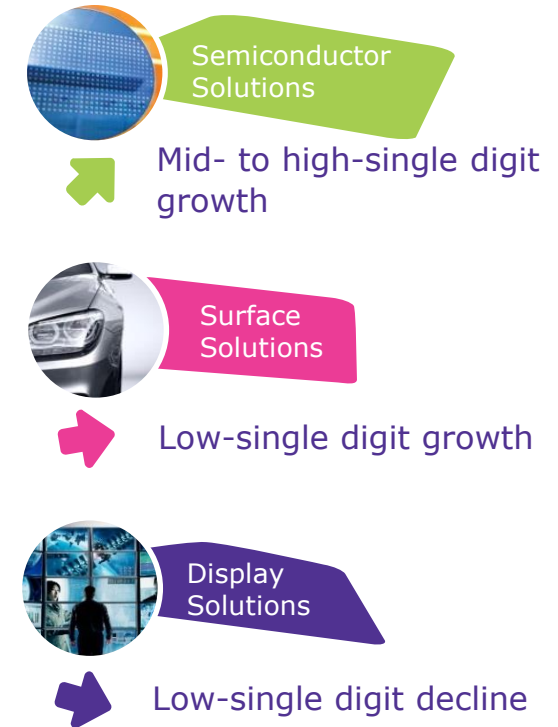 Semiconductor
Solutions
Mid- to high-single digit
growth
Surface
Solutions
Low-single digit growth
Display
Solutions
Low-single digit decline